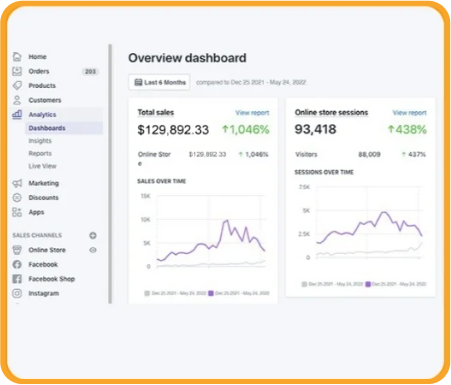 Home
Orders 203
Products
Customers
Analytics
Dashboards
Insights
Reports
Live View
Marketing
Discounts
Apps
SALES CHANNELS
Online Store
Facebook
Facebook Shop
Instagram
Overview dashboard
Last 6 Months compared to Dec 25 2021 - May 24, 2022
Total sales View report
$129,892.33 ↑1,046%
Online Stor
e $129,892.33 ↑ 1,046%
SALES OVER TIME
15K
10K
5K
0
Dec 25 2021 - May 24, 2022 Dec 25, 2021 - May 24, 2022
Online store sessions View report
93,418 ↑438%
Visitors 88,009 ↑ 437%
SESSIONS OVER TIME
7.5K
5K
2.5K
0
Dec 25 2021 - May 24, 2022 Dec 25, 2021 - May 24, 2022